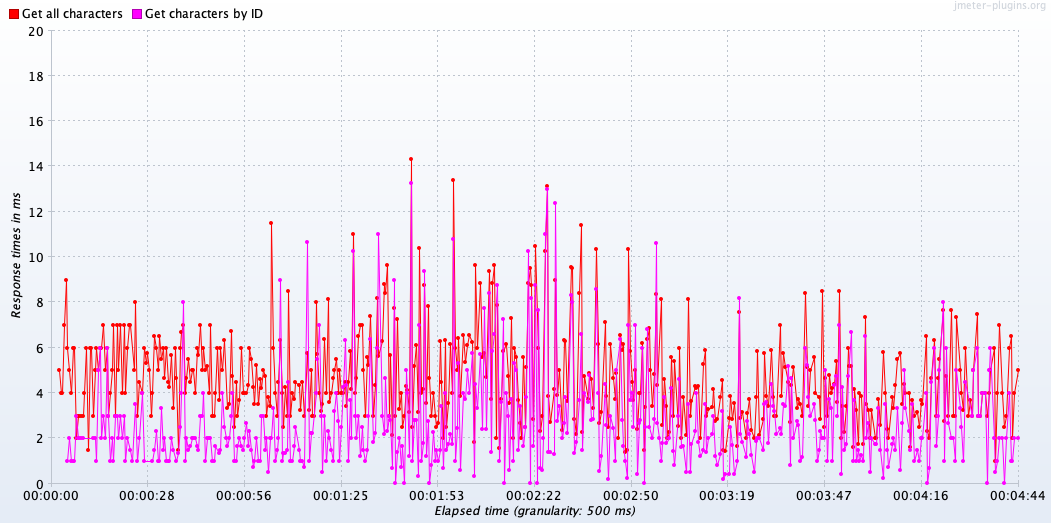 jmeter-plugins.org
Get all characters Get characters by ID
20
18
16
14
12
10
8
6
4
2
0
Response times in ms
00:00:00 00:00:28 00:00:56 00:01:25 00:01:53 00:02:22 00:02:50 00:03:19 00:03:47 00:04:16 00:04:44
Elapsed time (granularity: 500 ms)